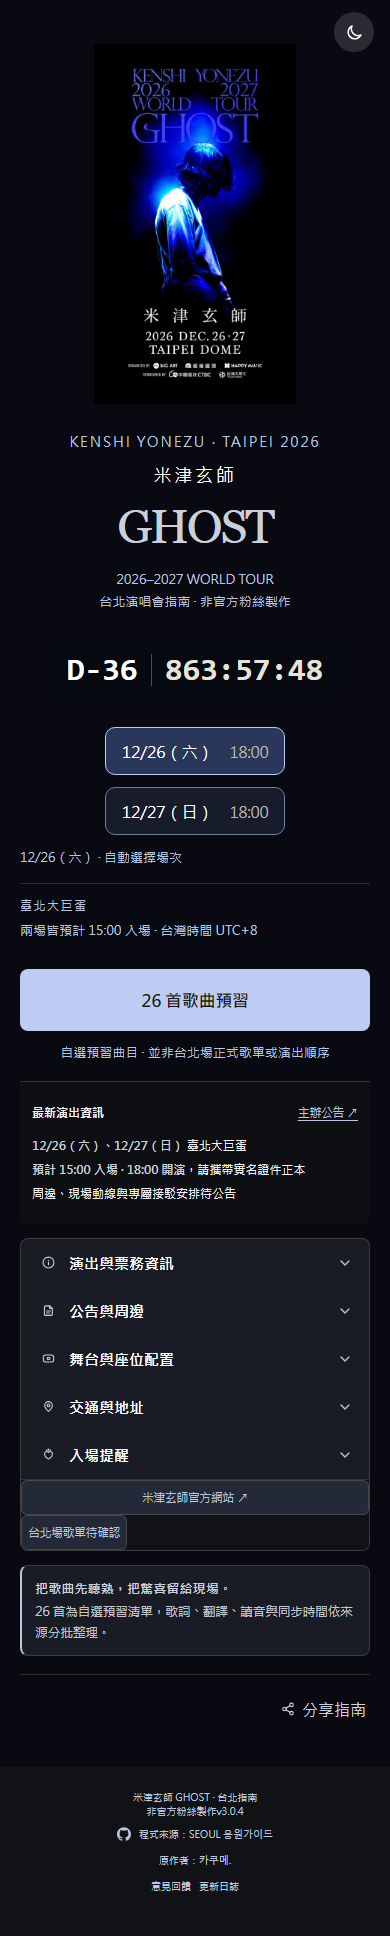 KENSHI YONEZU
2026 2027
WORLD TOUR
GHOST
米津玄師
2026 DEC. 26·27
TAIPEI DOME
BIG ART
HAPPY MUSIC
KENSHI YONEZU · TAIPEI 2026
米津玄師
GHOST
2026–2027 WORLD TOUR
台北演唱會指南 · 非官方粉絲製作
D-36 | 863:57:48
12/26 ( 六 ) 18:00
12/27 ( 日 ) 18:00
12/26 ( 六 ) · 自動選擇場次
臺北大巨蛋
兩場皆預計 15:00 入場 · 台灣時間 UTC+8
26 首歌曲預習
自選預習曲目 · 並非台北場正式歌單或演出順序
最新演出資訊 主辦公告 ↗
12/26 ( 六 ) 、12/27 ( 日 ) 臺北大巨蛋
預計 15:00 入場 · 18:00 開演，請攜帶實名證件正本
周邊、現場動線與專屬接駁安排待公告
演出與票務資訊
公告與周邊
舞台與座位配置
交通與地址
入場提醒
米津玄師官方網站 ↗
台北場歌單待確認
把歌曲先聽熟，把驚喜留給現場。
26 首為自選預習清單，歌詞、翻譯、讀音與同步時間依來
源分批整理。
分享指南
米津玄師 GHOST · 台北指南
非官方粉絲製作v3.0.4
程式來源：SEOUL 응원가이드
原作者：카쿠메.
意見回饋 更新日誌